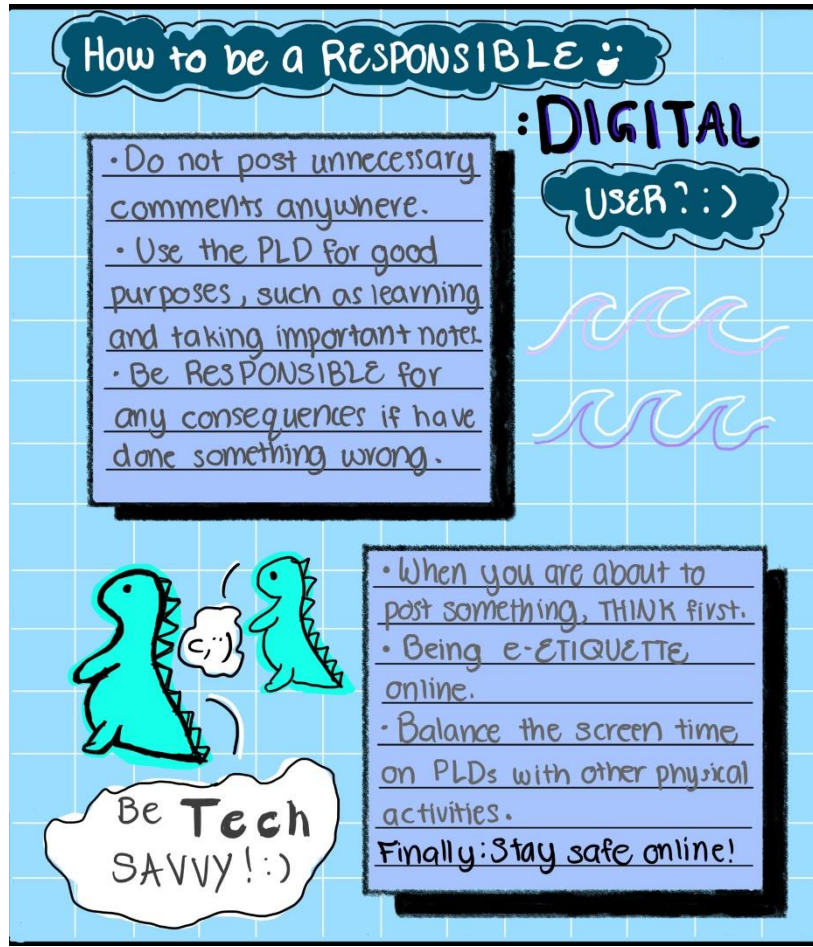 How to be a RESPONSIBLE
:DIGITAL
USER? :)
· Do not post unnecessary
comments anywhere.
· Use the PLD for good
purposes, such as learning
and taking important notes
· Be RESPONSIBLE for
any consequences if have
done something wrong.
· When you are about to
post something, THINK first.
· Being e-ETIQUETTE
online.
· Balance the screen time
on PLDs with other physical
activities.
Finally: Stay safe online!
Be Tech
SAVVY! :)